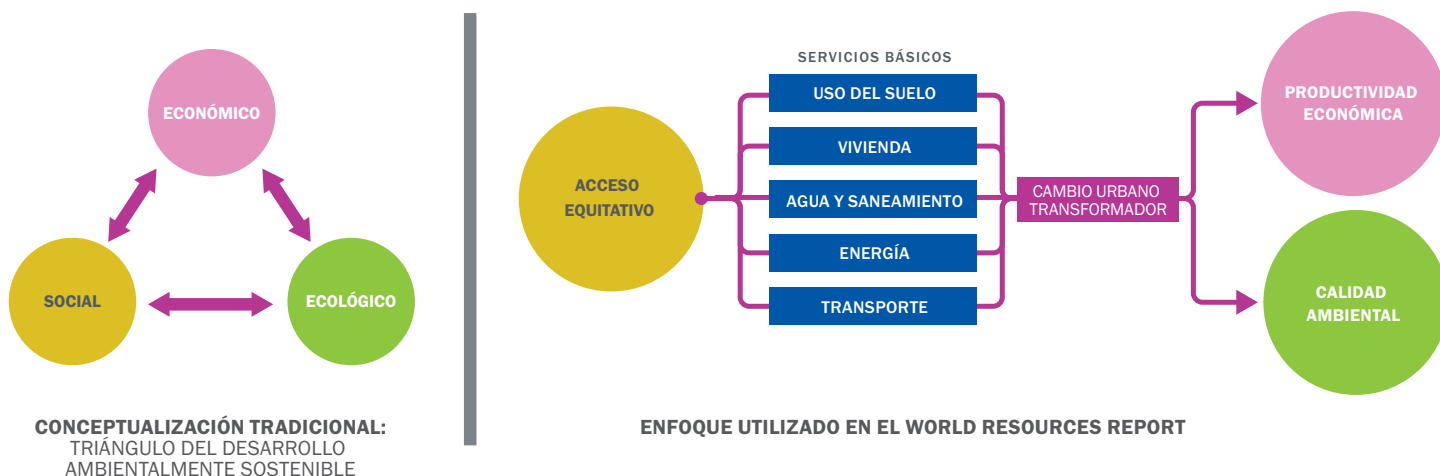 ECONÓMICO
SOCIAL
ECOLÓGICO
CONCEPTUALIZACIÓN TRADICIONAL:
TRIÁNGULO DEL DESARROLLO
AMBIENTALMENTE SOSTENIBLE
SERVICIOS BÁSICOS
ACCESO
EQUITATIVO
USO DEL SUELO
VIVIENDA
AGUA Y SANEAMIENTO
ENERGÍA
TRANSPORTE
CAMBIO URBANO
TRANSFORMADOR
PRODUCTIVIDAD
ECONÓMICA
CALIDAD
AMBIENTAL
ENFOQUE UTILIZADO EN EL WORLD RESOURCES REPORT